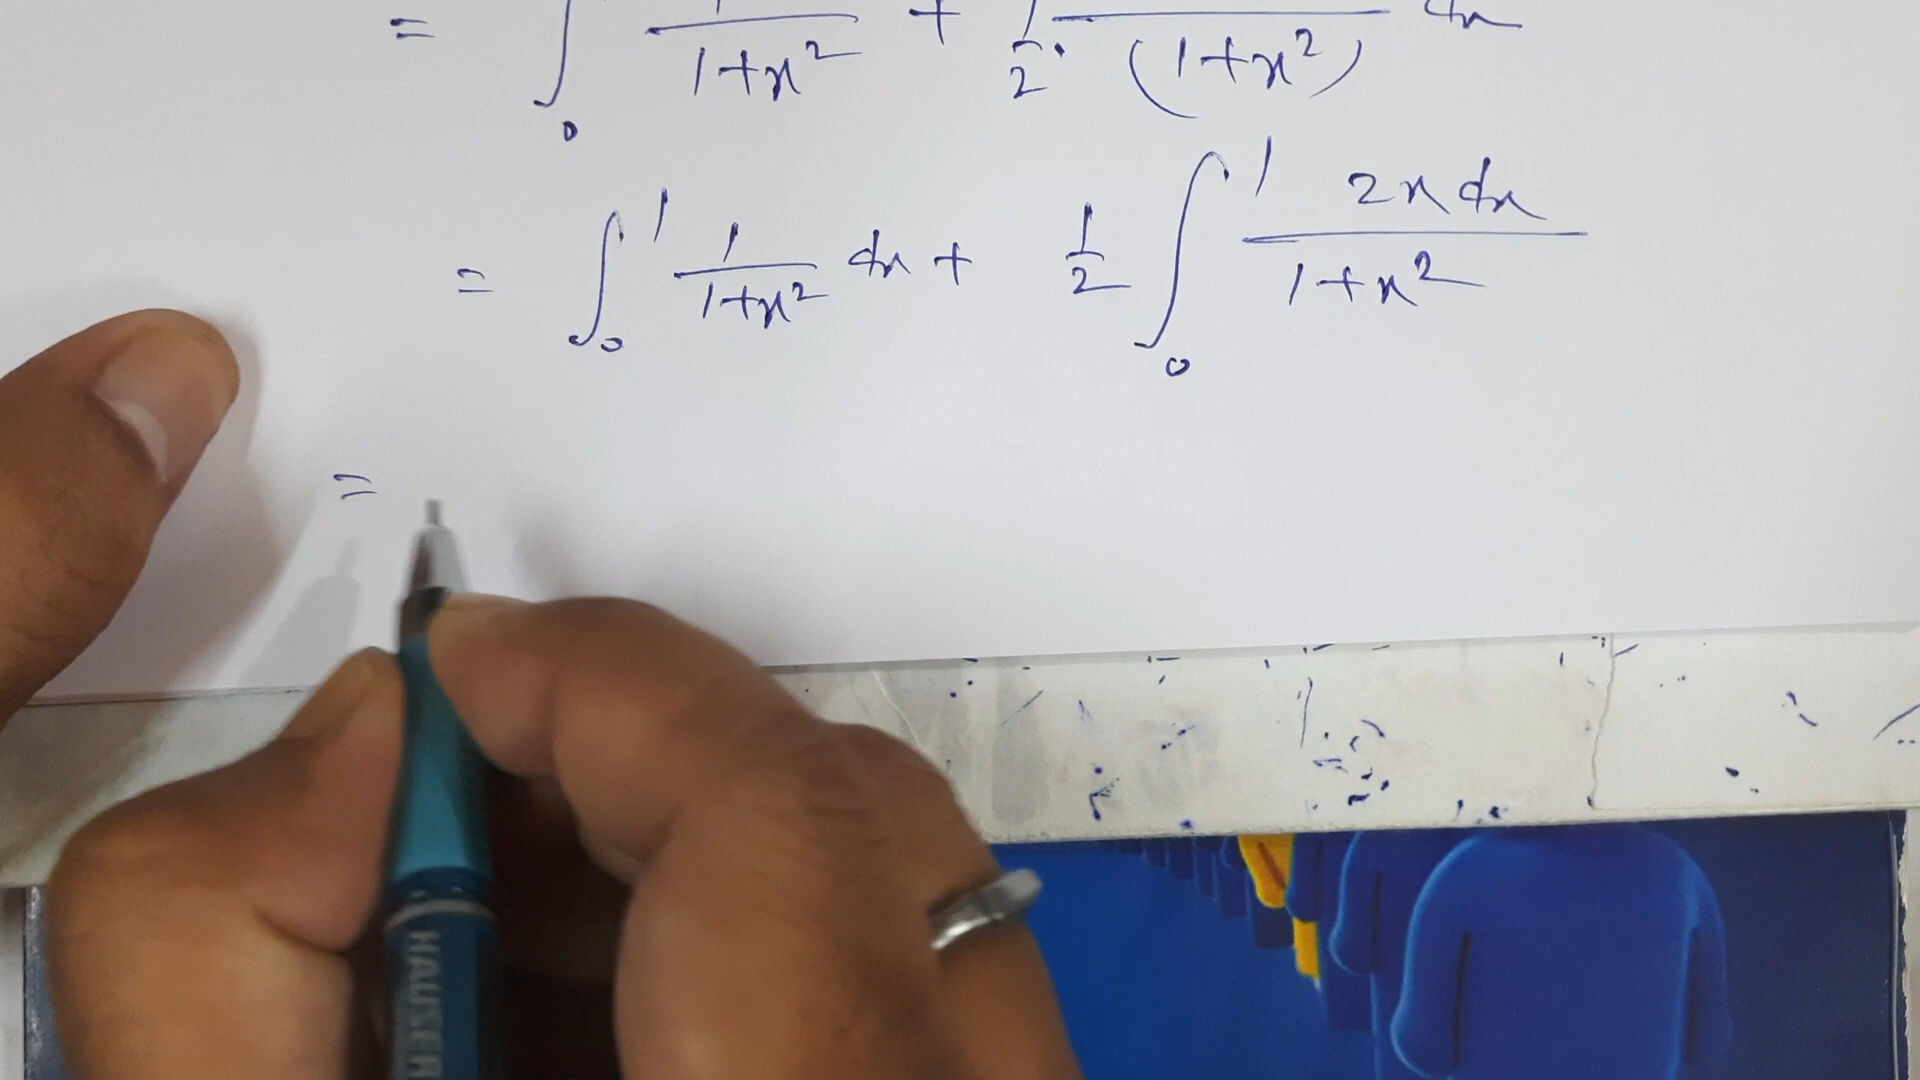 = ∫₀ 1/(1+x²) + 1/2 · /(1+x²) dx
= ∫₀¹ 1/(1+x²) dx + 1/2 ∫₀¹ 2x dx/(1+x²)
=
HAUSER